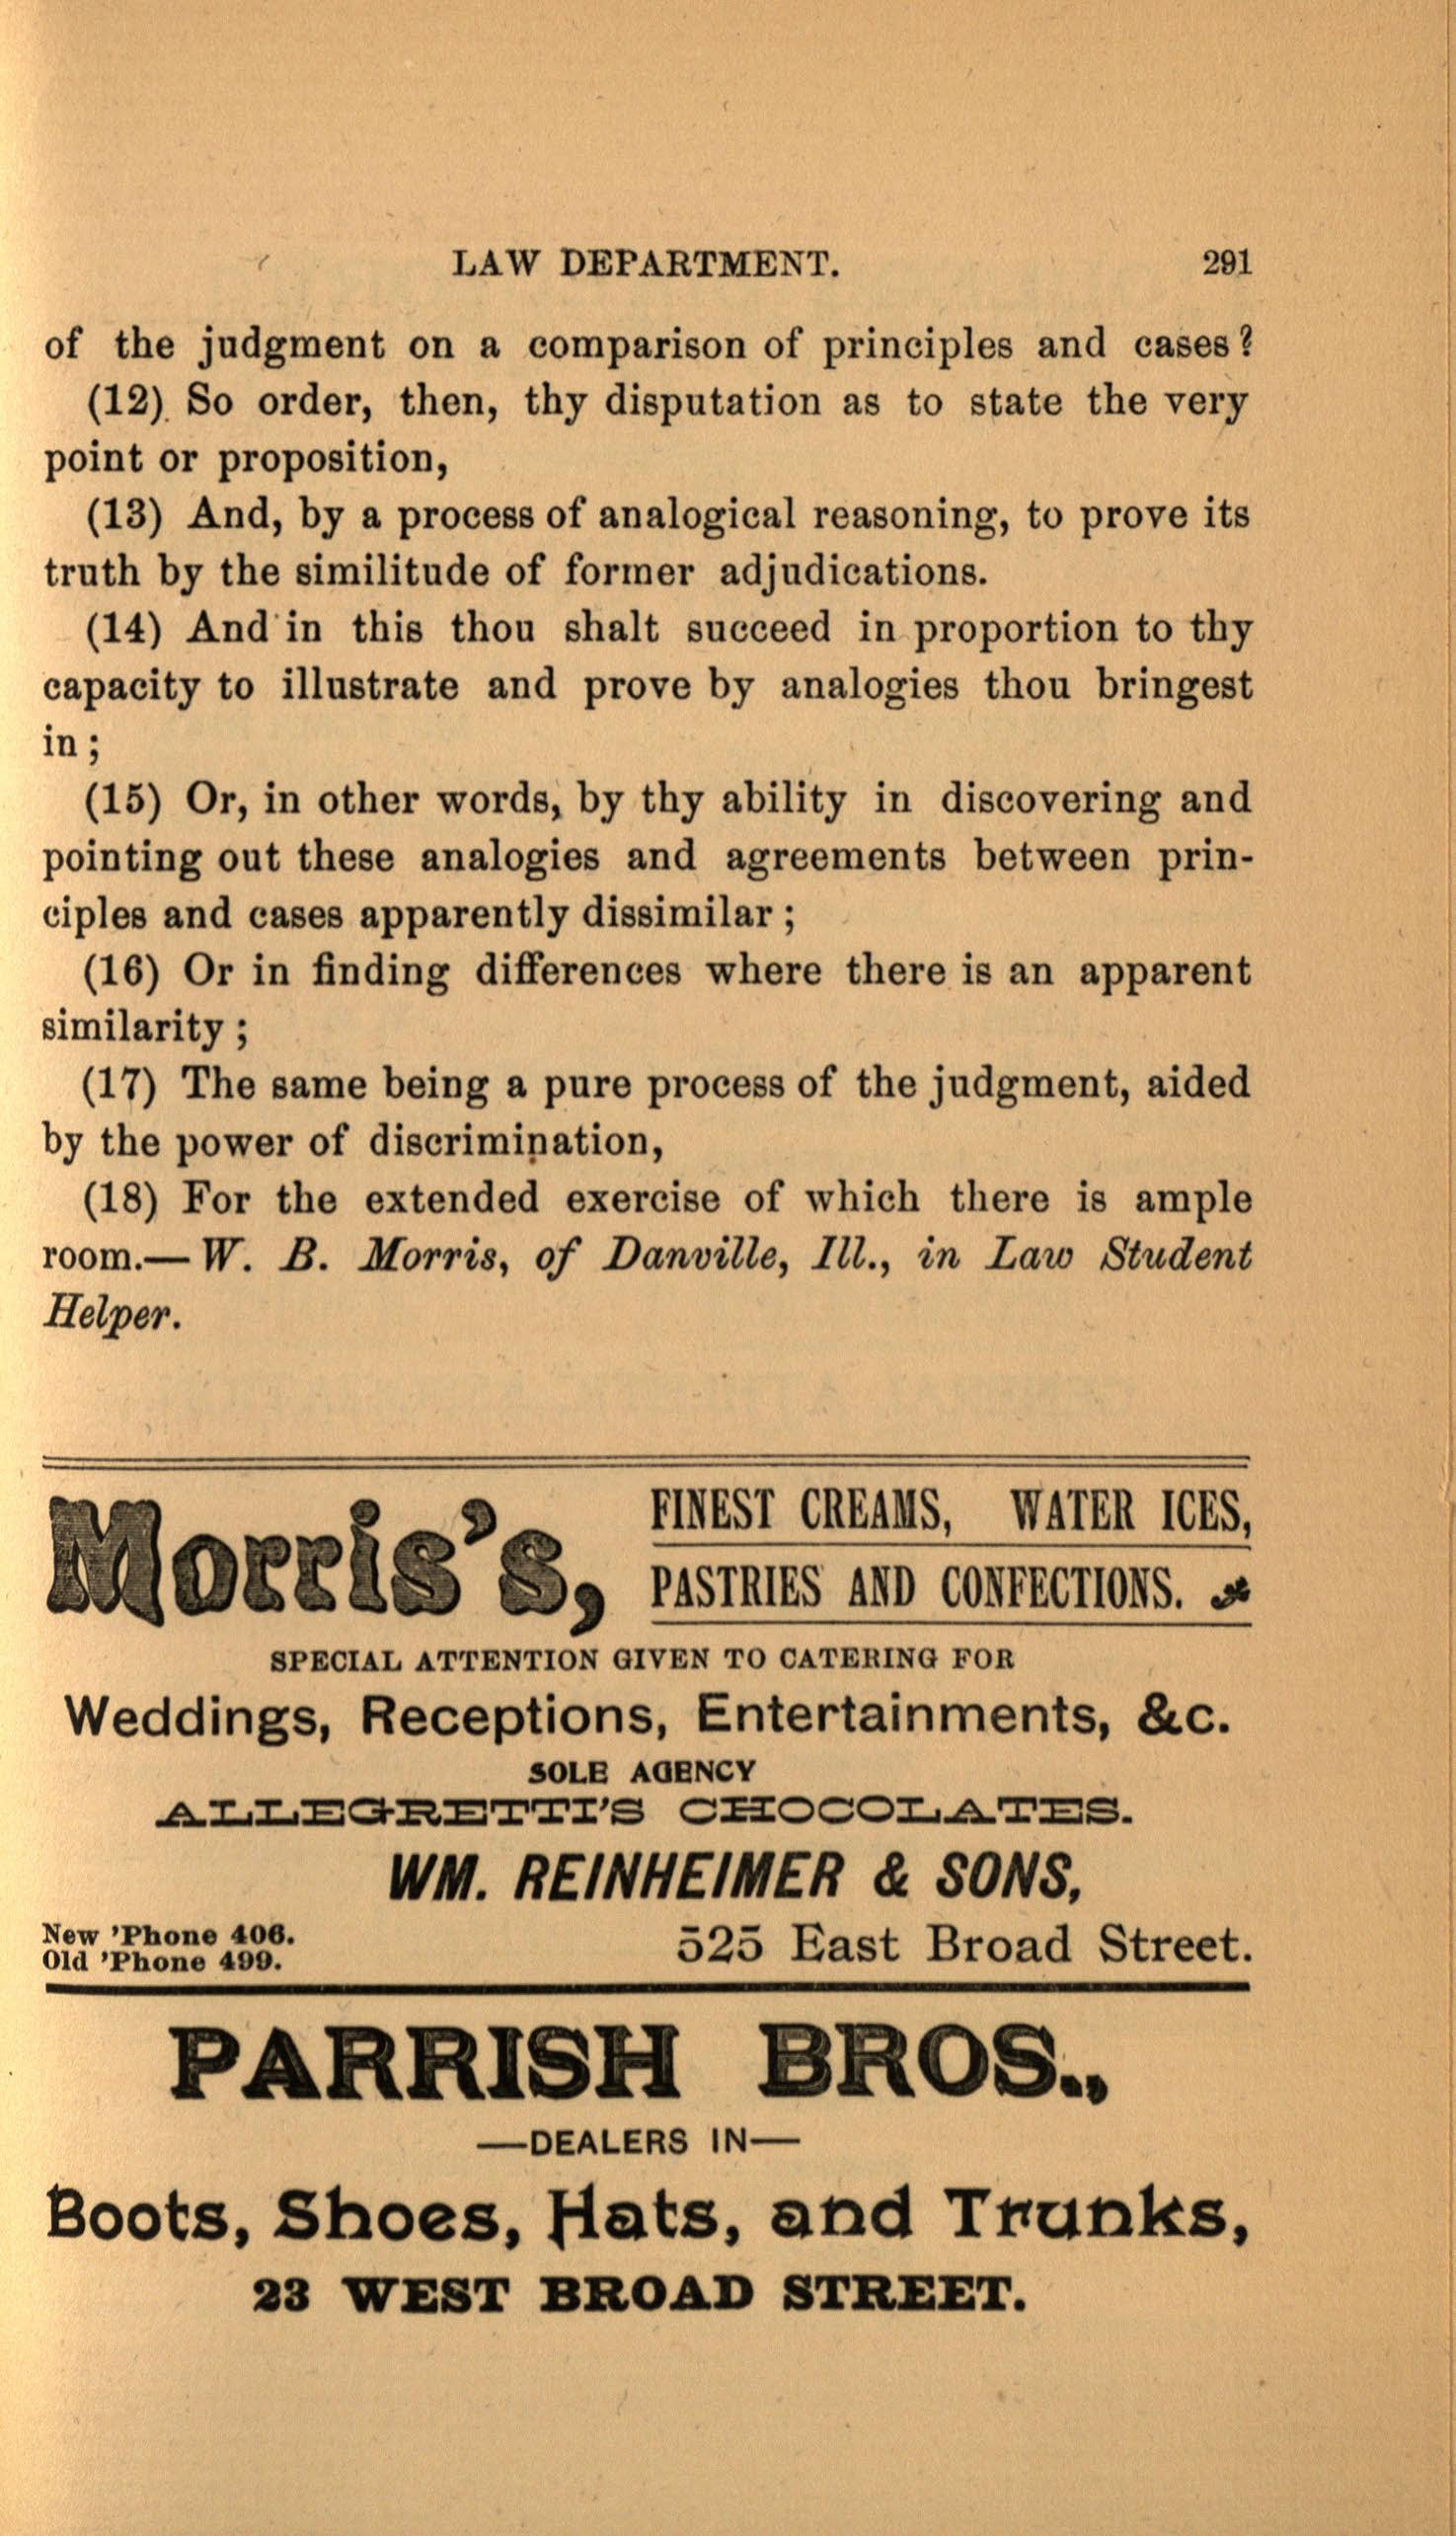 LAW DEPARTMENT. 291
of the judgment on a comparison of principles and cases?
(12) So order, then, thy disputation as to state the very
point or proposition,
(13) And, by a process of analogical reasoning, to prove its
truth by the similitude of former adjudications.
(14) And in this thou shalt succeed in proportion to thy
capacity to illustrate and prove by analogies thou bringest
in;
(15) Or, in other words, by thy ability in discovering and
pointing out these analogies and agreements between prin-
ciples and cases apparently dissimilar;
(16) Or in finding differences where there is an apparent
similarity;
(17) The same being a pure process of the judgment, aided
by the power of discrimination,
(18) For the extended exercise of which there is ample
room.—W. B. Morris, of Danville, Ill., in Law Student
Helper.
Morris's,
FINEST CREAMS, WATER ICES,
PASTRIES AND CONFECTIONS.
SPECIAL ATTENTION GIVEN TO CATERING FOR
Weddings, Receptions, Entertainments, &c.
SOLE AGENCY
ALLEGRETTI'S CHOCOLATES.
WM. REINHEIMER & SONS,
New 'Phone 406.
Old 'Phone 499.
525 East Broad Street.
PARRISH BROS.,
—DEALERS IN—
Boots, Shoes, Hats, and Trunks,
23 WEST BROAD STREET.